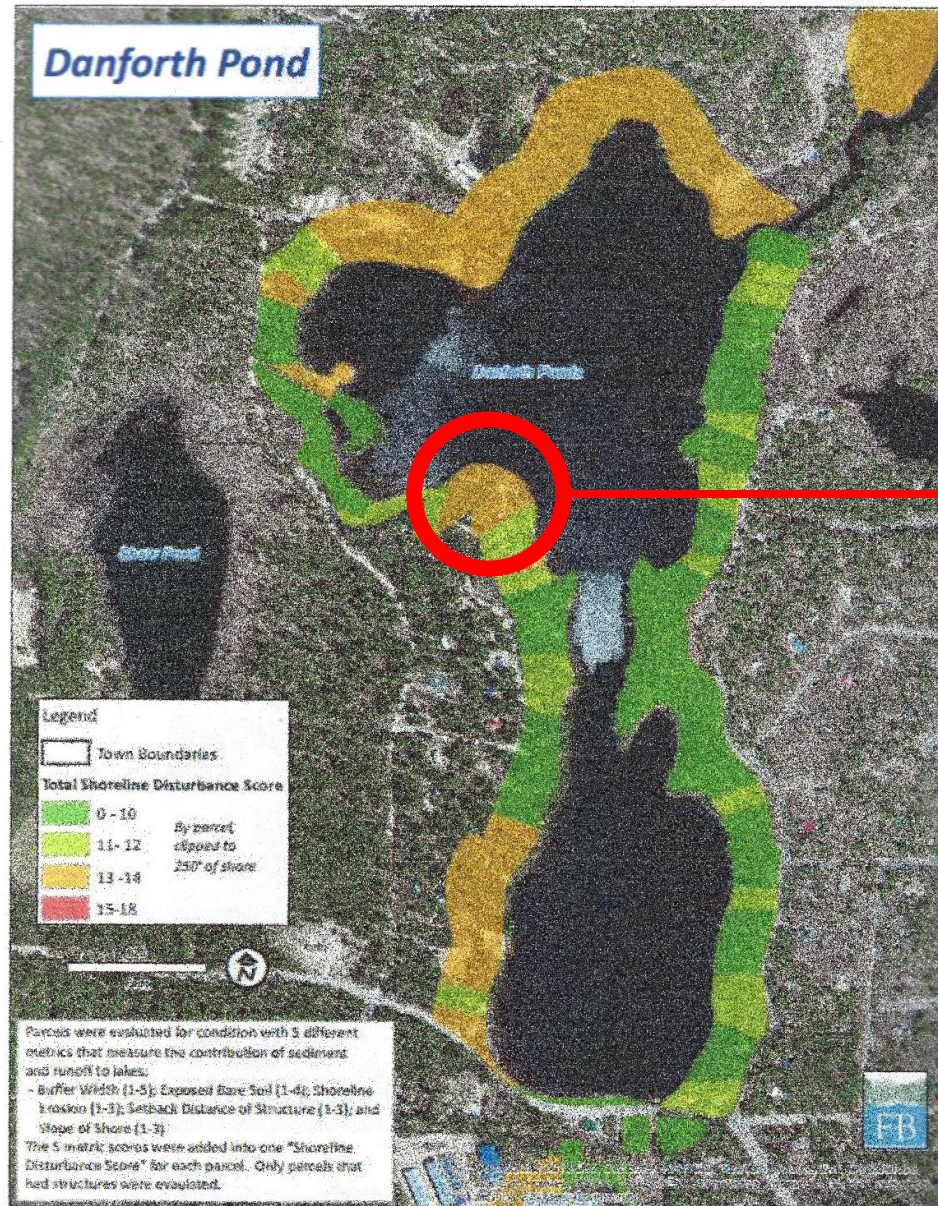 Danforth Pond
Danforth Ponds
Shaw Pond
Legend
Town Boundaries
Total Shoreline Disturbance Score
0 - 10
11- 12
13 -14
15-18
By parcel,
clipped to
250' of shore
N
Parcels were evaluated for condition with 5 different
metrics that measure the contribution of sediment
and runoff to lakes:
- Buffer Width (1-5); Exposed Bare Soil (1-4); Shoreline
Erosion (1-3); Setback Distance of Structure (1-3); and
Slope of Shore (1-3)
The 5 metric scores were added into one "Shoreline
Disturbance Score" for each parcel. Only parcels that
had structures were evaulated.
FB